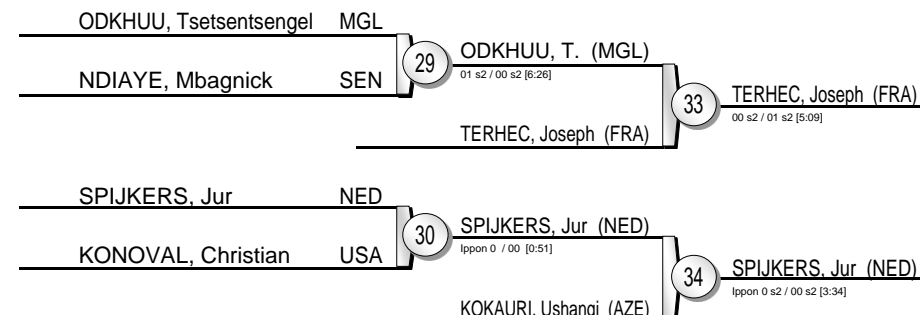 ODKHUU, Tsetsentsengel MGL
29
ODKHUU, T. (MGL)
01 s2 / 00 s2 [6:26]
NDIAYE, Mbagnick SEN
33
TERHEC, Joseph (FRA)
00 s2 / 01 s2 [5:09]
TERHEC, Joseph (FRA)
SPIJKERS, Jur NED
30
SPIJKERS, Jur (NED)
Ippon 0 / 00 [0:51]
KONOVAL, Christian USA
34
SPIJKERS, Jur (NED)
Ippon 0 s2 / 00 s2 [3:34]
KOKAURI, Ushangi (AZE)